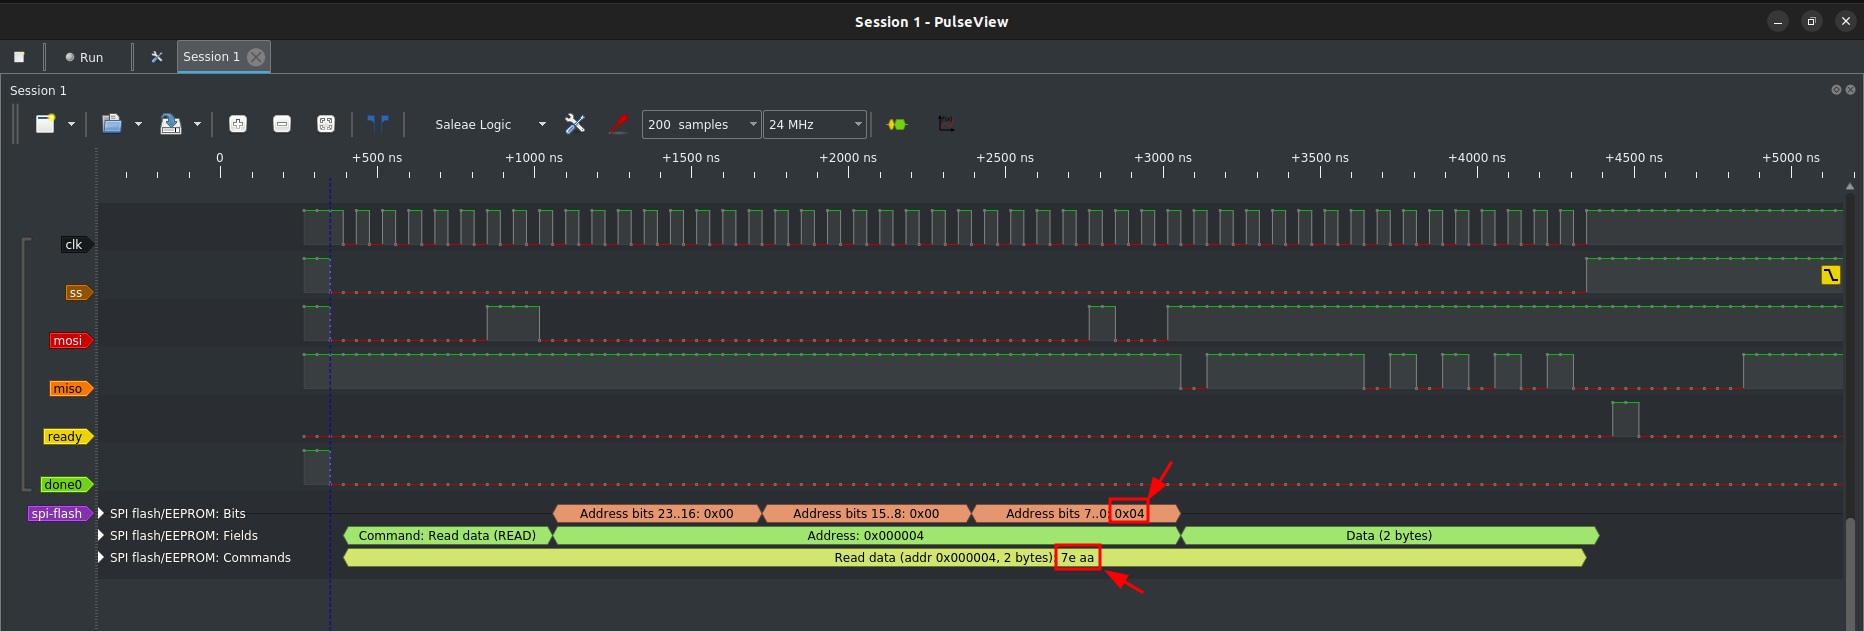 Session 1 - PulseView
Run
Session 1
Session 1
Saleae Logic
200 samples
24 MHz
0 +500 ns +1000 ns +1500 ns +2000 ns +2500 ns +3000 ns +3500 ns +4000 ns +4500 ns +5000 ns
clk
ss
mosi
miso
ready
done0
spi-flash SPI flash/EEPROM: Bits Address bits 23..16: 0x00 Address bits 15..8: 0x00 Address bits 7..0: 0x04
SPI flash/EEPROM: Fields Command: Read data (READ) Address: 0x000004 Data (2 bytes)
SPI flash/EEPROM: Commands Read data (addr 0x000004, 2 bytes): 7e aa